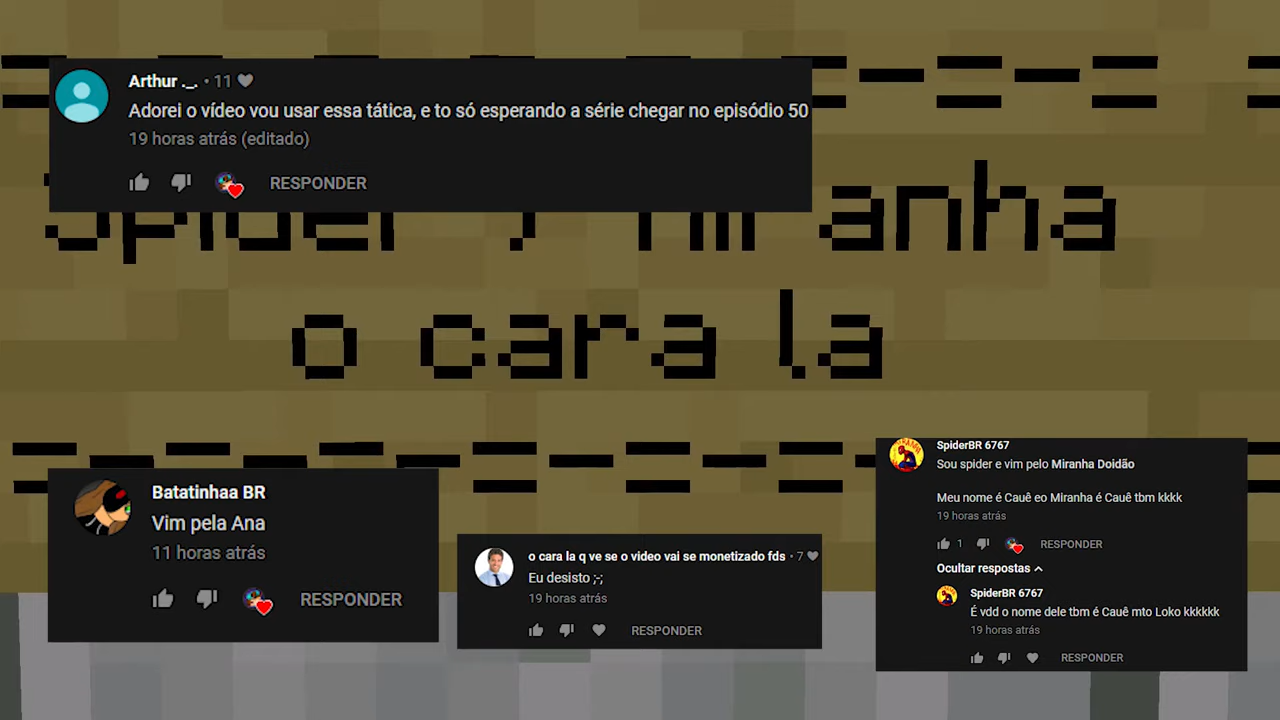 Arthur ._. • 11
Adorei o vídeo vou usar essa tática, e to só esperando a série chegar no episódio 50
19 horas atrás (editado)
RESPONDER
Spider , miranha
o cara la
SpiderBR 6767
Sou spider e vim pelo Miranha Doidão
Meu nome é Cauê eo Miranha é Cauê tbm kkkk
19 horas atrás
1 RESPONDER
Ocultar respostas
SpiderBR 6767
É vdd o nome dele tbm é Cauê mto Loko kkkkkk
19 horas atrás
RESPONDER
Batatinhaa BR
Vim pela Ana
11 horas atrás
RESPONDER
o cara la q ve se o video vai se monetizado fds • 7
Eu desisto ;-;
19 horas atrás
RESPONDER